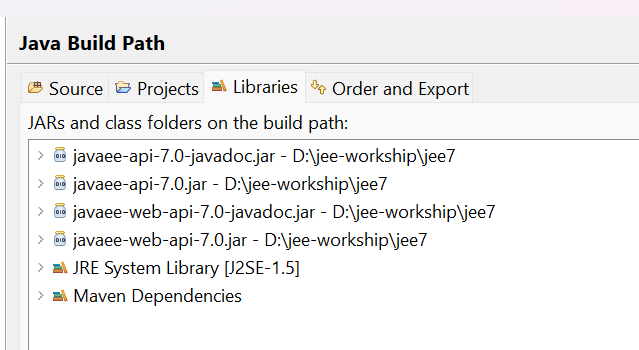 Java Build Path
Source Projects Libraries Order and Export
JARs and class folders on the build path:
javaee-api-7.0-javadoc.jar - D:\jee-workship\jee7
javaee-api-7.0.jar - D:\jee-workship\jee7
javaee-web-api-7.0-javadoc.jar - D:\jee-workship\jee7
javaee-web-api-7.0.jar - D:\jee-workship\jee7
JRE System Library [J2SE-1.5]
Maven Dependencies